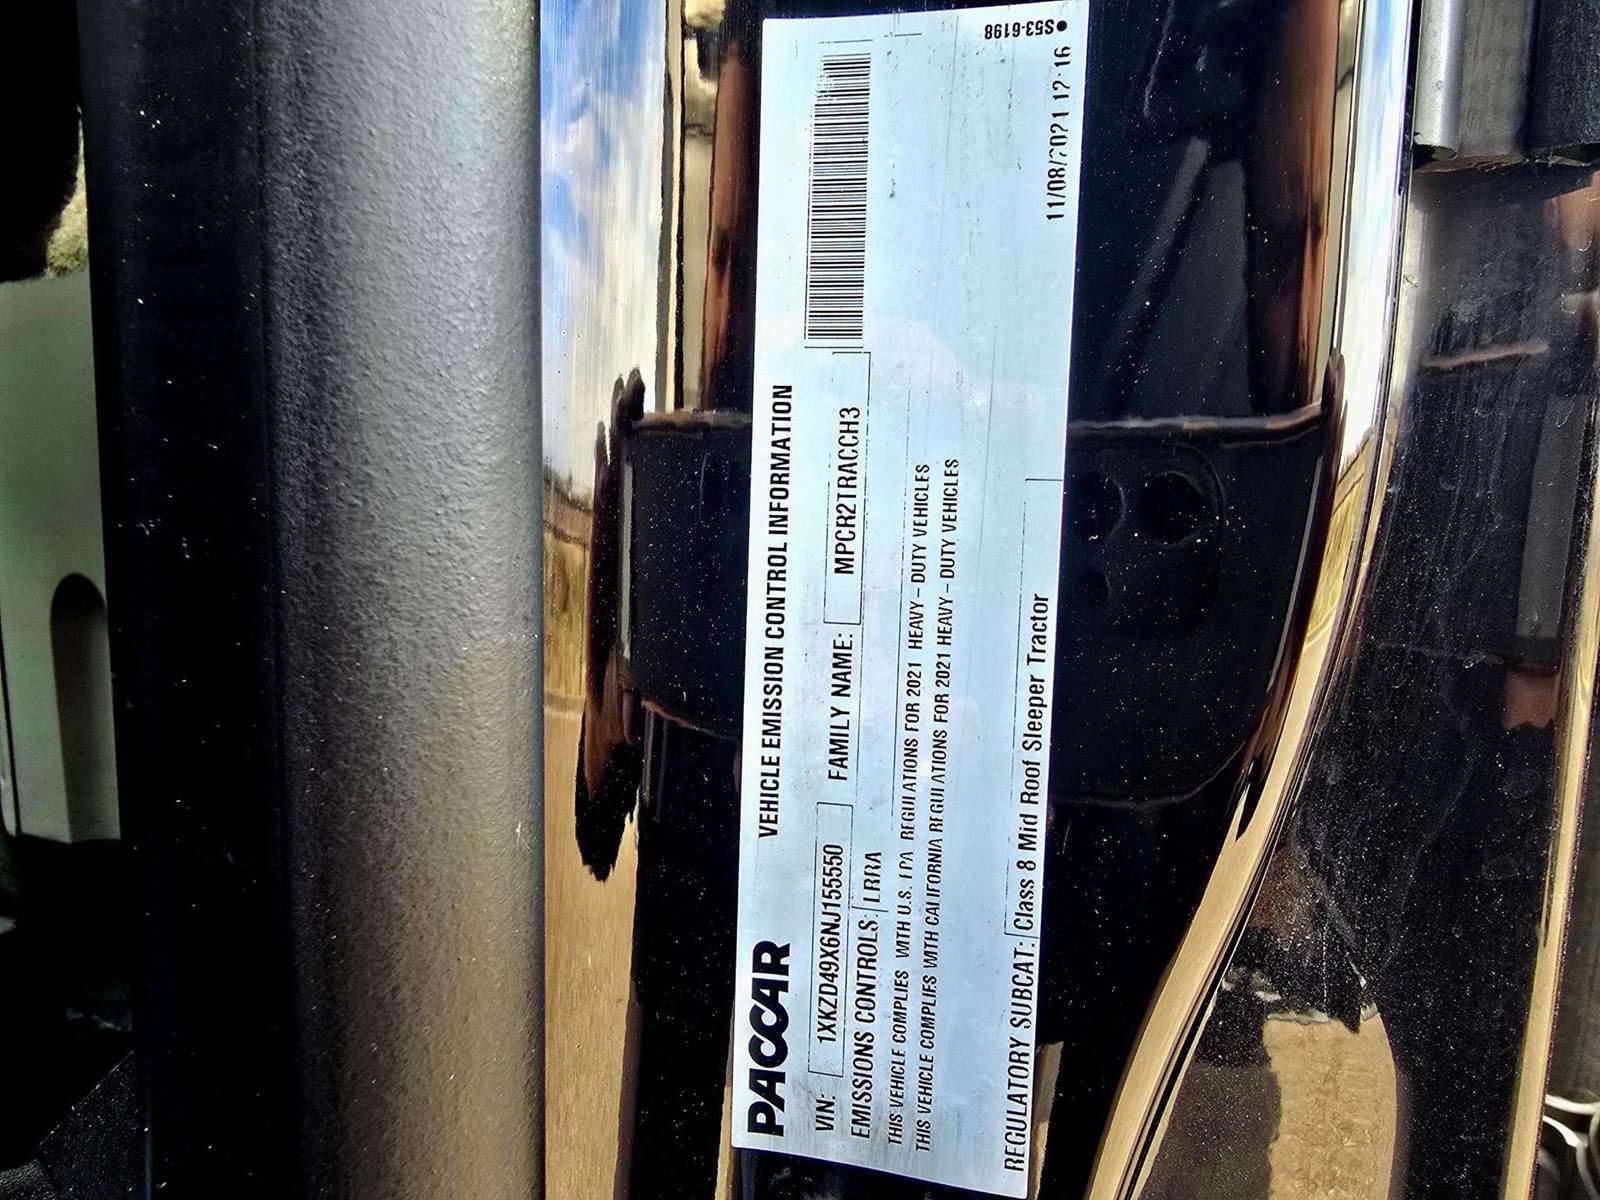 PACCAR VEHICLE EMISSION CONTROL INFORMATION
VIN: 1XKZD49X6NJ155550 FAMILY NAME: MPCR2TRACCH3
EMISSIONS CONTROLS: LRRA
THIS VEHICLE COMPLIES WITH U.S. EPA REGULATIONS FOR 2021 HEAVY-DUTY VEHICLES
THIS VEHICLE COMPLIES WITH CALIFORNIA REGULATIONS FOR 2021 HEAVY-DUTY VEHICLES
REGULATORY SUBCAT: Class 8 Mid Roof Sleeper Tractor
11/08/2021 12:16
●S53-6198